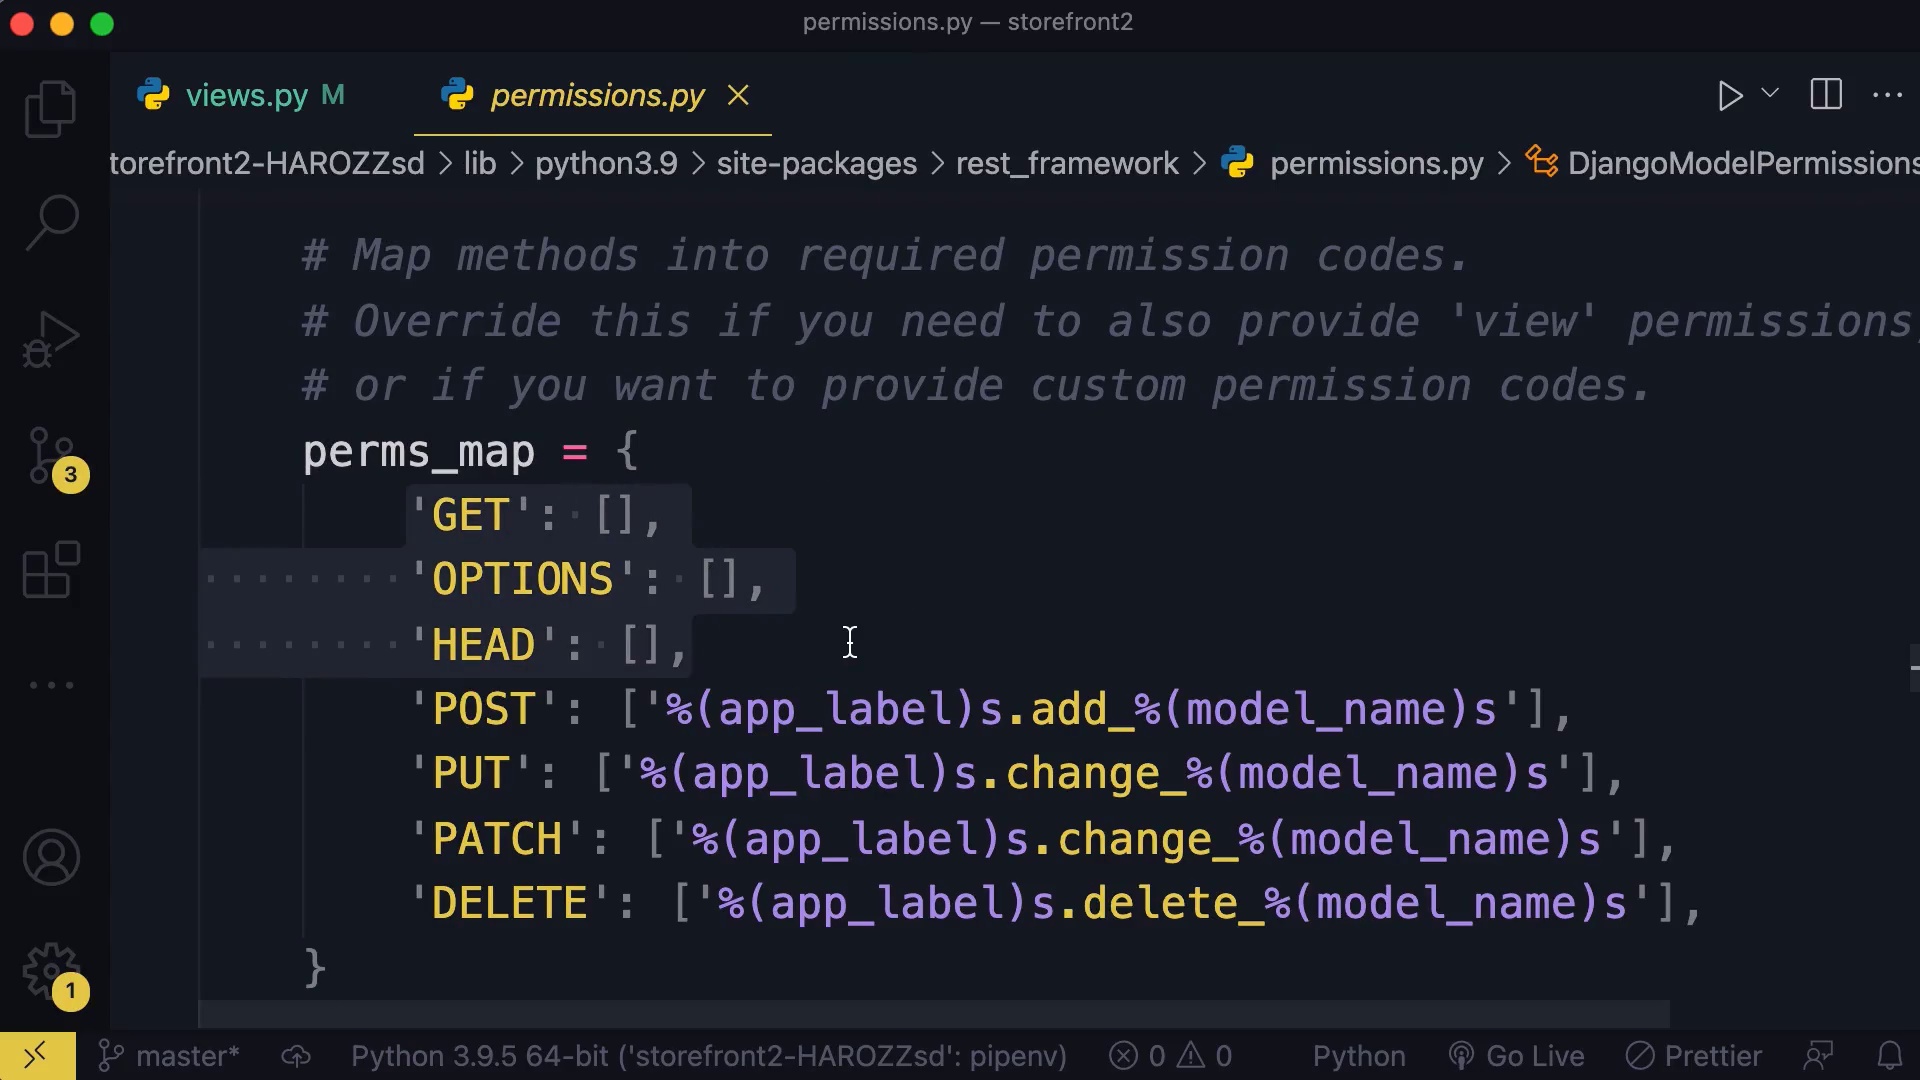 permissions.py — storefront2
views.py M
permissions.py
torefront2-HAROZZsd > lib > python3.9 > site-packages > rest_framework > permissions.py > DjangoModelPermissions
# Map methods into required permission codes.
# Override this if you need to also provide 'view' permissions,
# or if you want to provide custom permission codes.
perms_map = {
'GET': [],
'OPTIONS': [],
'HEAD': [],
'POST': ['%(app_label)s.add_%(model_name)s'],
'PUT': ['%(app_label)s.change_%(model_name)s'],
'PATCH': ['%(app_label)s.change_%(model_name)s'],
'DELETE': ['%(app_label)s.delete_%(model_name)s'],
}
3
1
master* Python 3.9.5 64-bit ('storefront2-HAROZZsd': pipenv) 0 0 Python Go Live Prettier